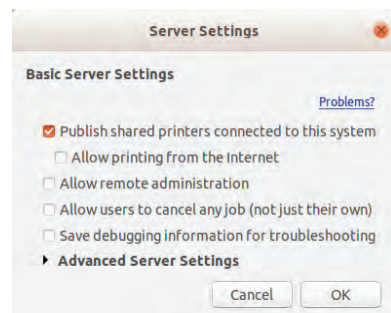 Server Settings
Basic Server Settings
Problems?
Publish shared printers connected to this system
Allow printing from the Internet
Allow remote administration
Allow users to cancel any job (not just their own)
Save debugging information for troubleshooting
Advanced Server Settings
Cancel OK